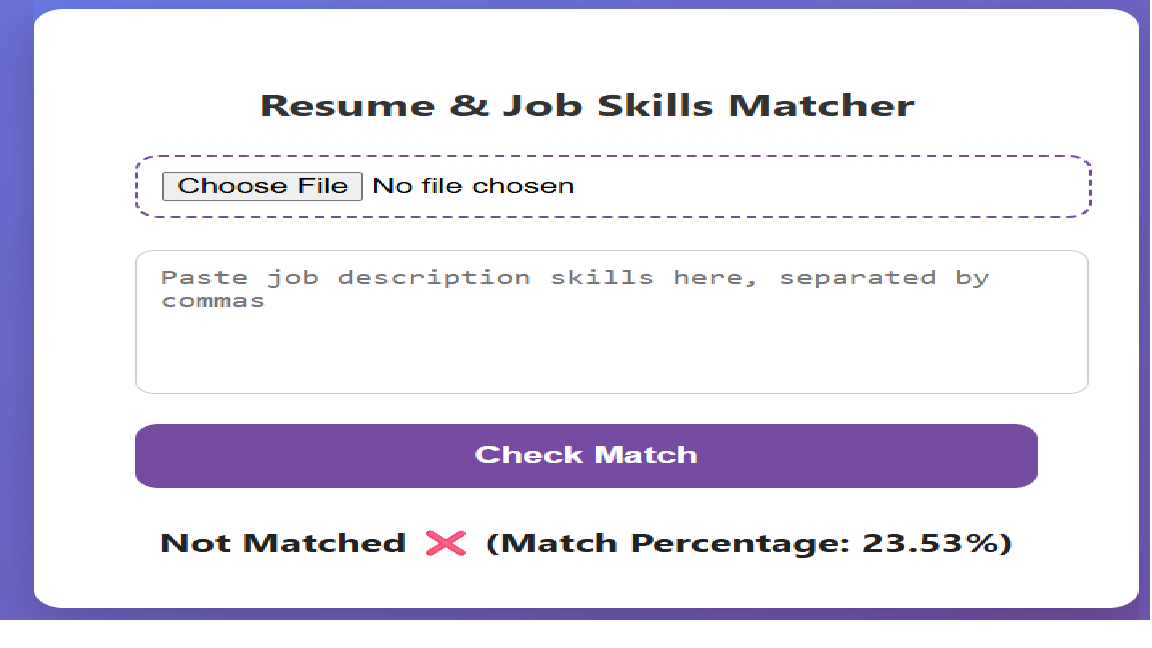 Resume & Job Skills Matcher
Choose File No file chosen
Paste job description skills here, separated by
commas
Check Match
Not Matched ❌ (Match Percentage: 23.53%)